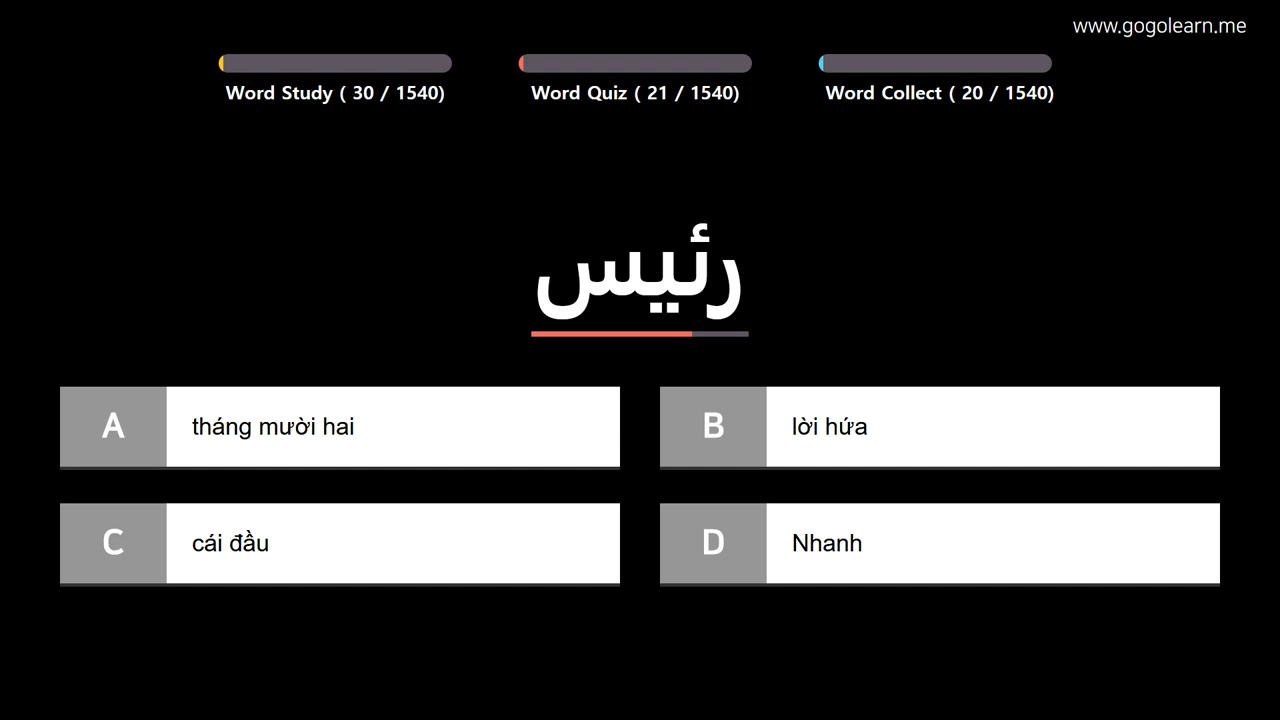 www.gogolearn.me
Word Study ( 30 / 1540)
Word Quiz ( 21 / 1540)
Word Collect ( 20 / 1540)
رئيس
A tháng mười hai
B lời hứa
C cái đầu
D Nhanh